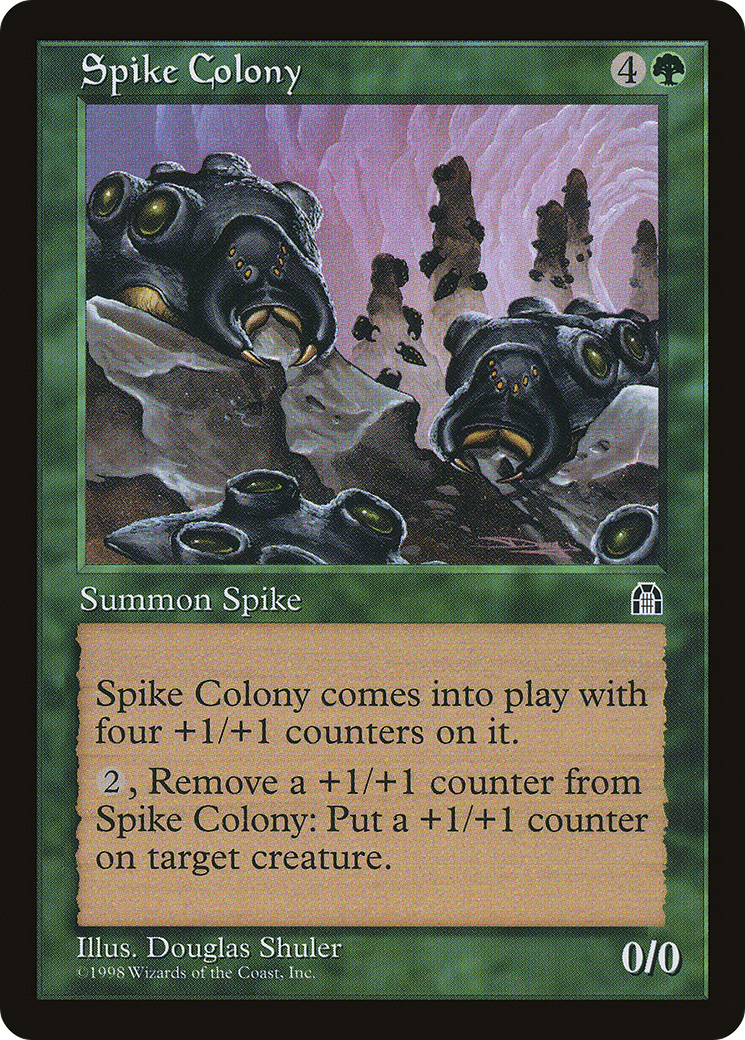 Spike Colony 4
Summon Spike
Spike Colony comes into play with
four +1/+1 counters on it.
2, Remove a +1/+1 counter from
Spike Colony: Put a +1/+1 counter
on target creature.
Illus. Douglas Shuler
©1998 Wizards of the Coast, Inc.
0/0